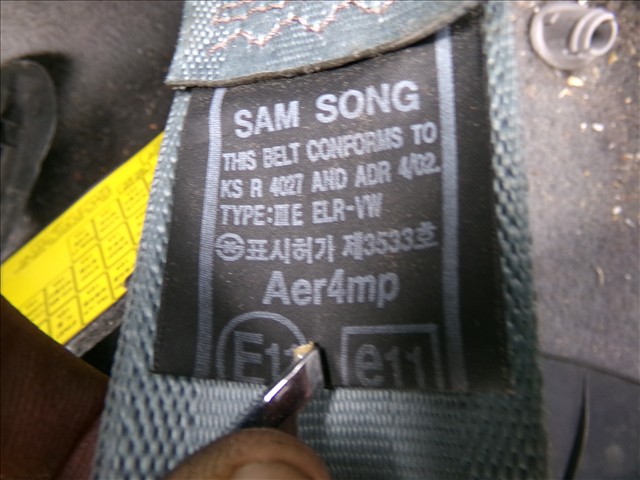 SAM SONG
THIS BELT CONFORMS TO
KS R 4027 AND ADR 4/02.
TYPE:ⅢE ELR-VW
표시허가 제3533호
Aer4mp
E11 e11